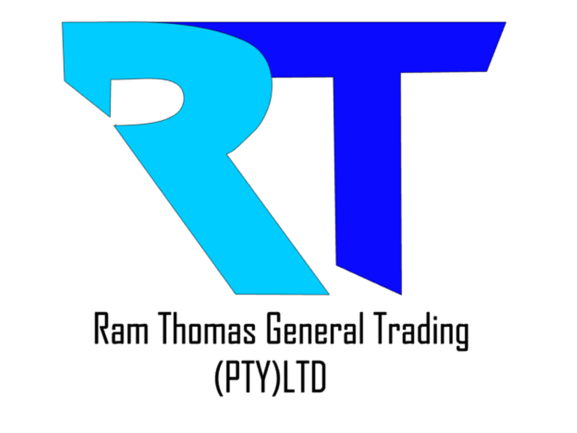 RT
Ram Thomas General Trading
(PTY)LTD